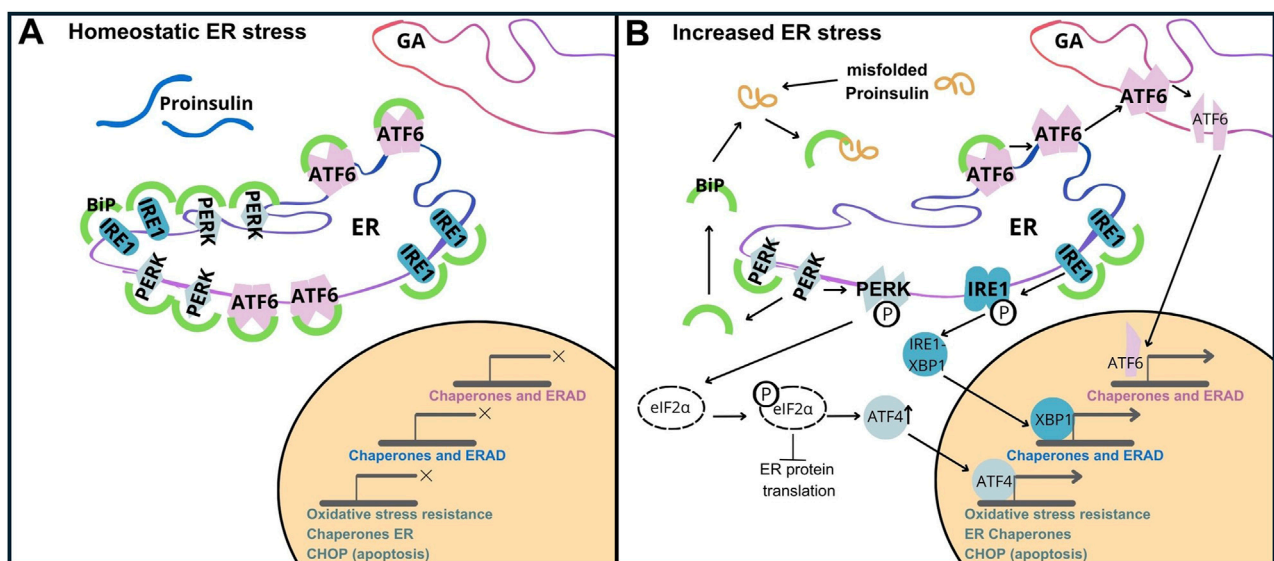 A Homeostatic ER stress
GA
Proinsulin
ATF6
ATF6
BiP
IRE1
IRE1
PERK
PERK
ER
IRE1
IRE1
PERK
PERK
ATF6
ATF6
Chaperones and ERAD
Chaperones and ERAD
Oxidative stress resistance
Chaperones ER
CHOP (apoptosis)
B Increased ER stress
GA
misfolded
Proinsulin
ATF6
ATF6
ATF6
ATF6
BiP
ER
IRE1
IRE1
PERK
PERK
PERK
P
IRE1
P
IRE1-
XBP1
eIF2α
P
eIF2α
ATF4
ER protein
translation
ATF6
Chaperones and ERAD
XBP1
Chaperones and ERAD
ATF4
Oxidative stress resistance
ER Chaperones
CHOP (apoptosis)